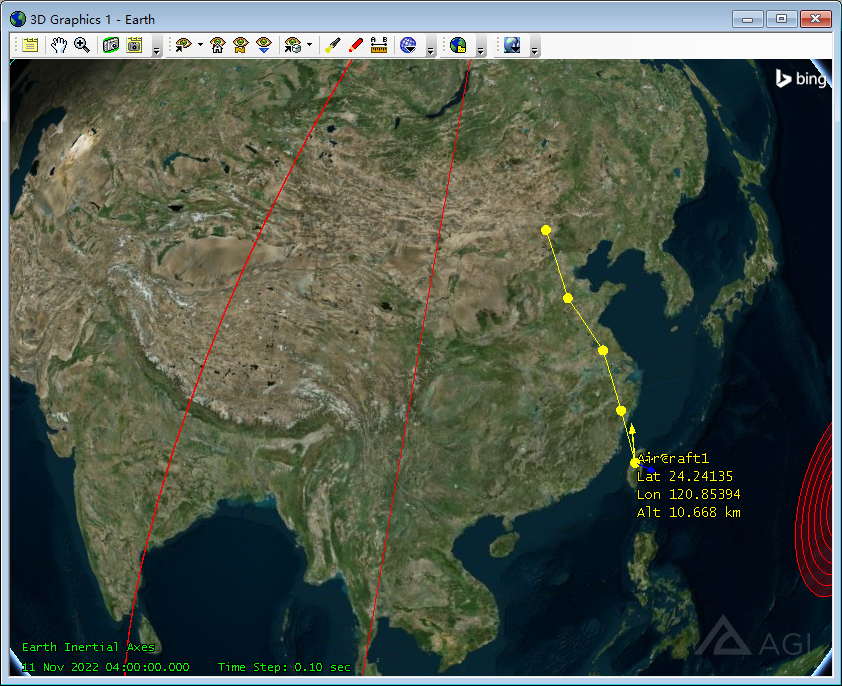 3D Graphics 1 - Earth
A B
bing
AirCraft1
Lat 24.24135
Lon 120.85394
Alt 10.668 km
AGI
Earth Inertial Axes
11 Nov 2022 04:00:00.000 Time Step: 0.10 sec